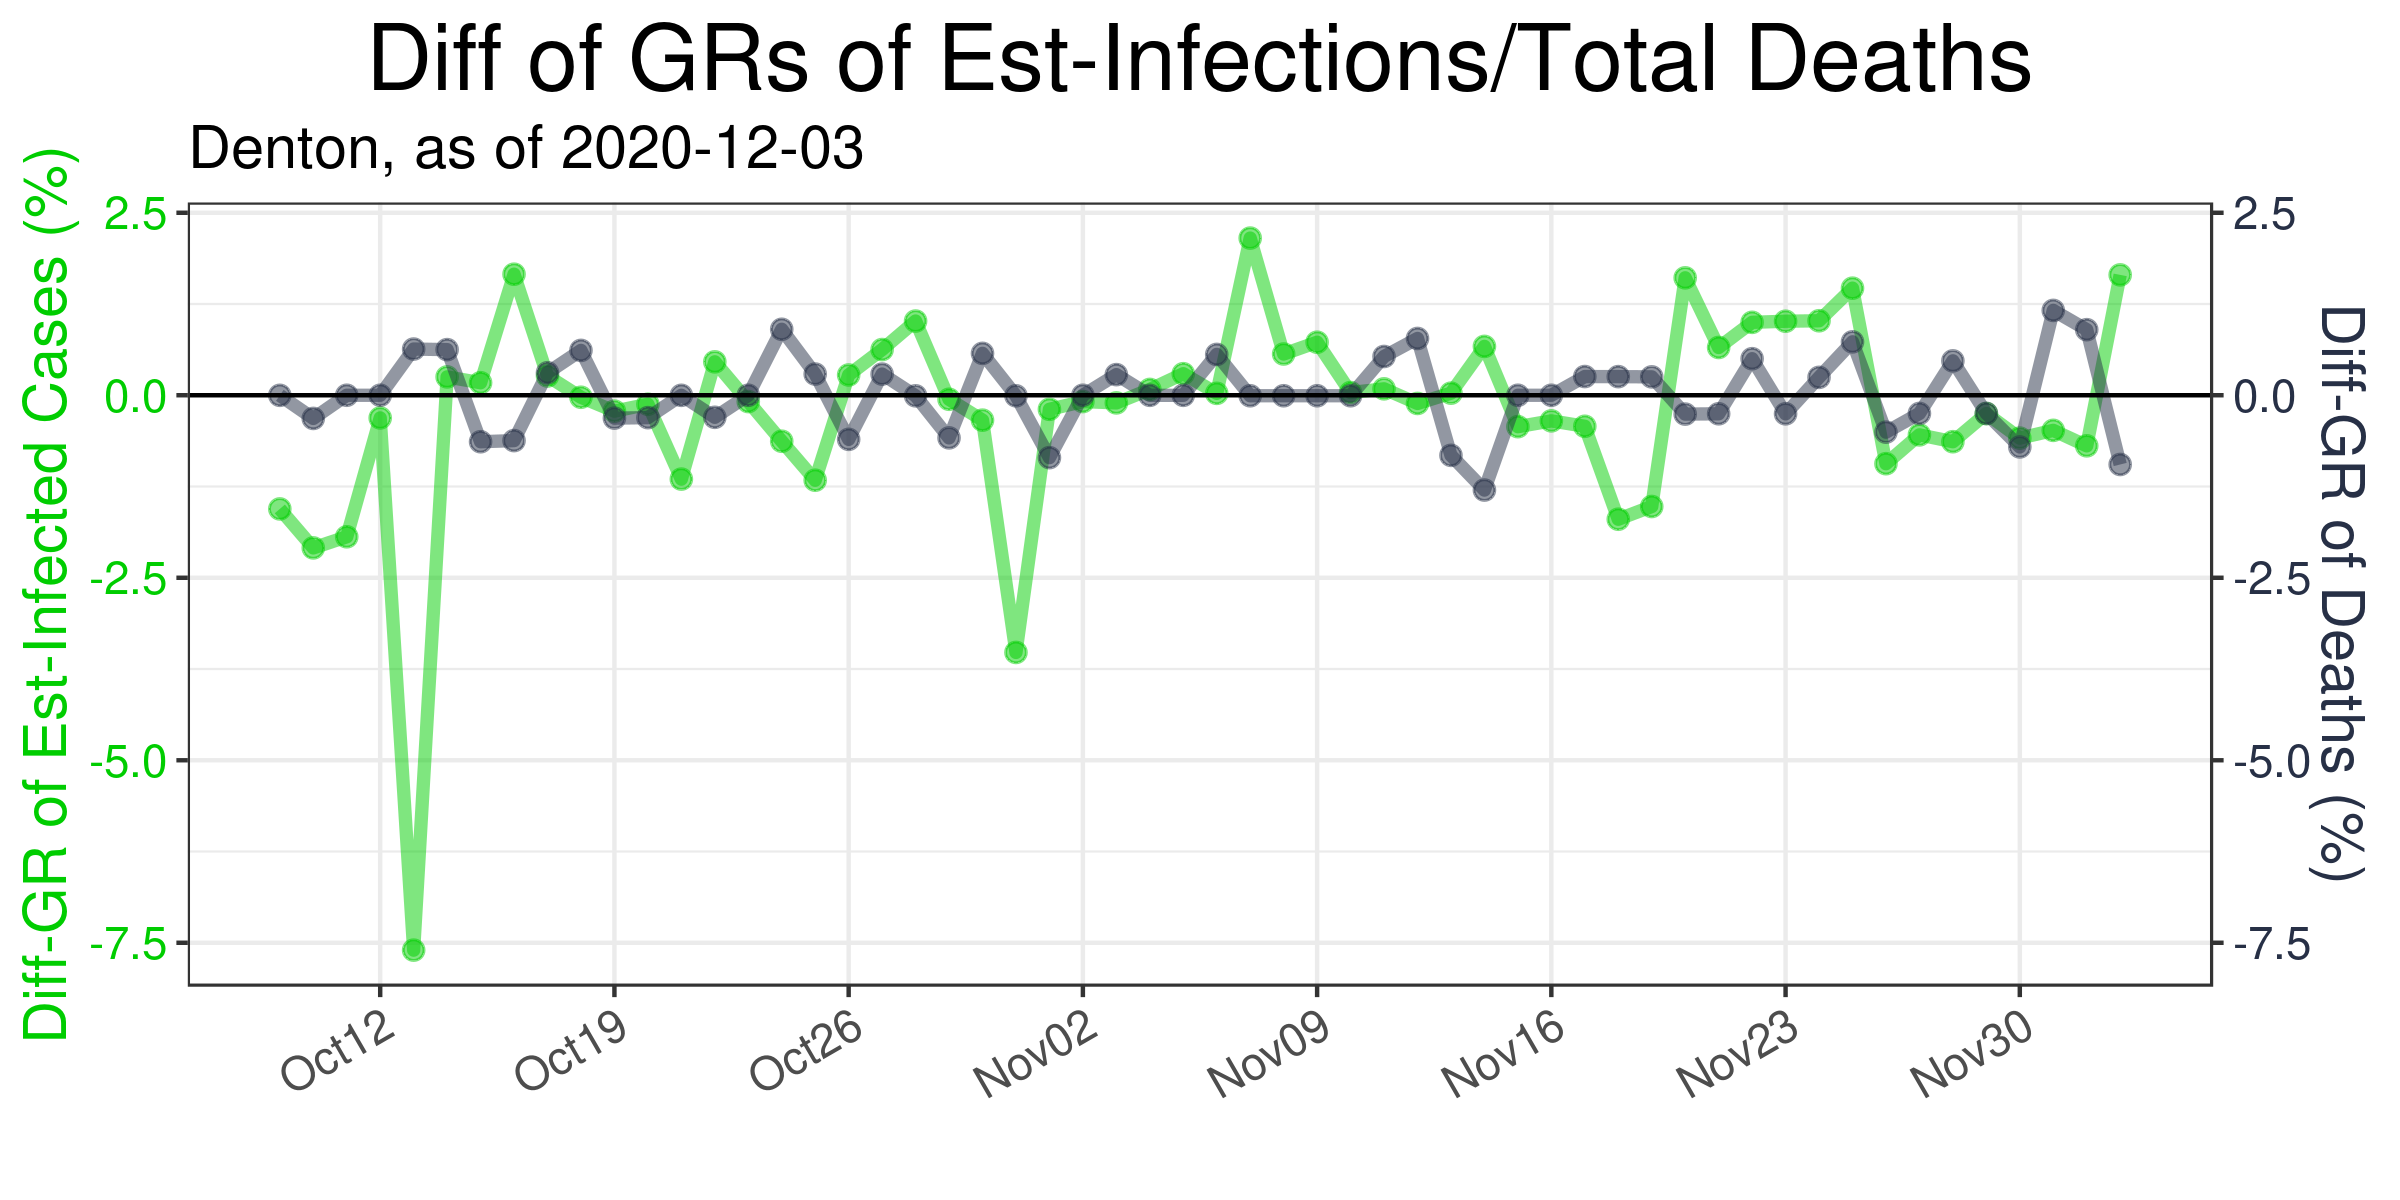 Diff of GRs of Est-Infections/Total Deaths
Denton, as of 2020-12-03
Diff-GR of Est-Infected Cases (%)
2.5
0.0
-2.5
-5.0
-7.5
2.5
0.0
-2.5
-5.0
-7.5
Diff-GR of Deaths (%)
Oct12
Oct19
Oct26
Nov02
Nov09
Nov16
Nov23
Nov30